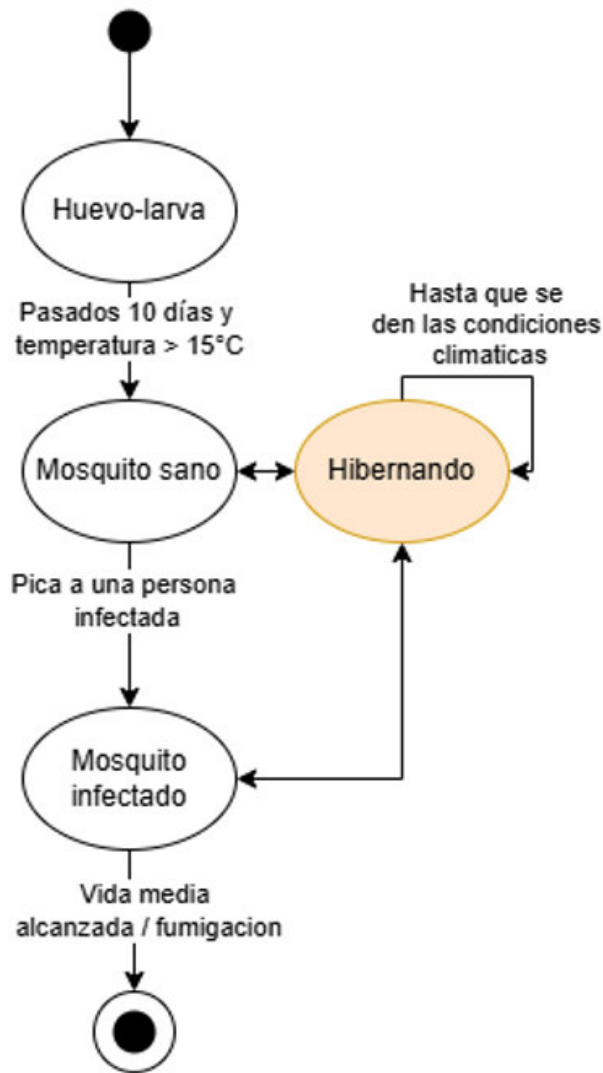 Huevo-larva
Pasados 10 días y
temperatura > 15°C
Hasta que se
den las condiciones
climaticas
Mosquito sano
Hibernando
Pica a una persona
infectada
Mosquito
infectado
Vida media
alcanzada / fumigacion